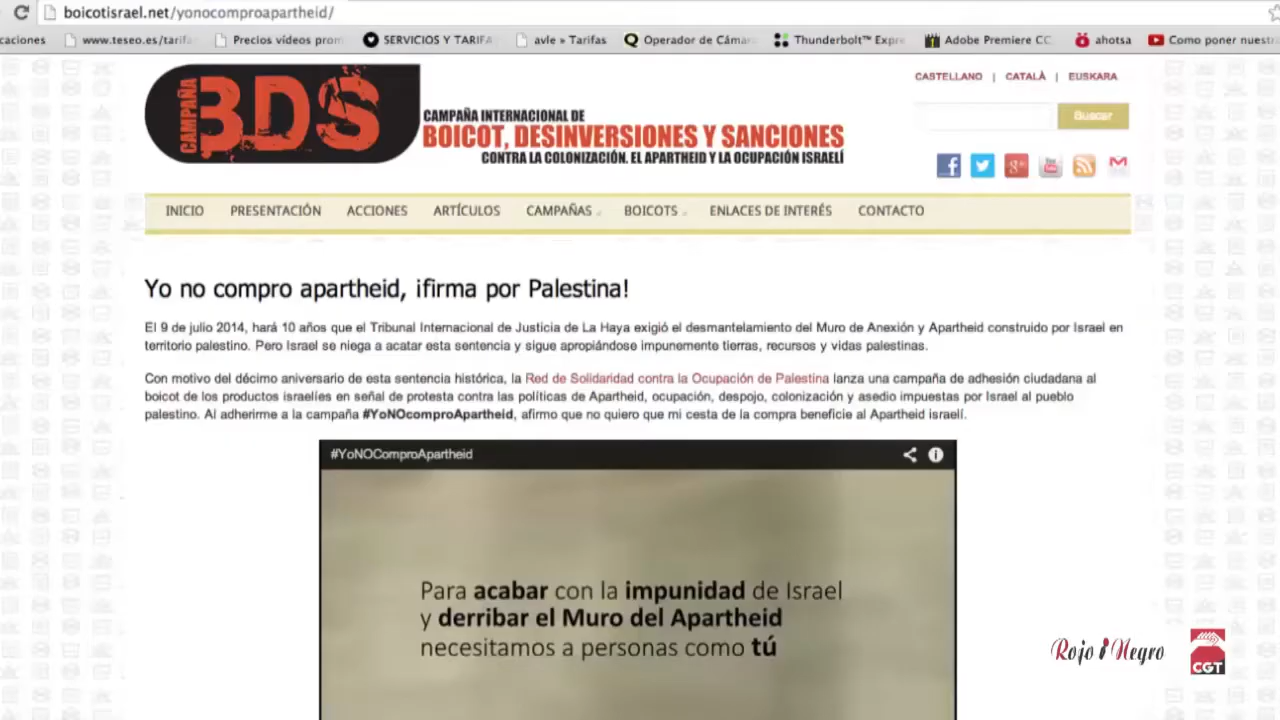 boicotisrael.net/yonocomproapartheid/
caciones www.teseo.es/tarifa Precios vídeos prom SERVICIOS Y TARIFA avle » Tarifas Operador de Cámar Thunderbolt™ Expre Adobe Premiere CC ahotsa Como poner nuestr
CASTELLANO | CATALÀ | EUSKARA
CAMPAÑA BDS
CAMPAÑA INTERNACIONAL DE
BOICOT, DESINVERSIONES Y SANCIONES
CONTRA LA COLONIZACIÓN, EL APARTHEID Y LA OCUPACIÓN ISRAELÍ
Buscar
INICIO PRESENTACIÓN ACCIONES ARTÍCULOS CAMPAÑAS BOICOTS ENLACES DE INTERÉS CONTACTO
Yo no compro apartheid, ¡firma por Palestina!
El 9 de julio 2014, hará 10 años que el Tribunal Internacional de Justicia de La Haya exigió el desmantelamiento del Muro de Anexión y Apartheid construido por Israel en
territorio palestino. Pero Israel se niega a acatar esta sentencia y sigue apropiándose impunemente tierras, recursos y vidas palestinas.
Con motivo del décimo aniversario de esta sentencia histórica, la Red de Solidaridad contra la Ocupación de Palestina lanza una campaña de adhesión ciudadana al
boicot de los productos israelíes en señal de protesta contra las políticas de Apartheid, ocupación, despojo, colonización y asedio impuestas por Israel al pueblo
palestino. Al adherirme a la campaña #YoNOcomproApartheid, afirmo que no quiero que mi cesta de la compra beneficie al Apartheid israelí.
#YoNOComproApartheid
Para acabar con la impunidad de Israel
y derribar el Muro del Apartheid
necesitamos a personas como tú
Rojo i Negro
CGT